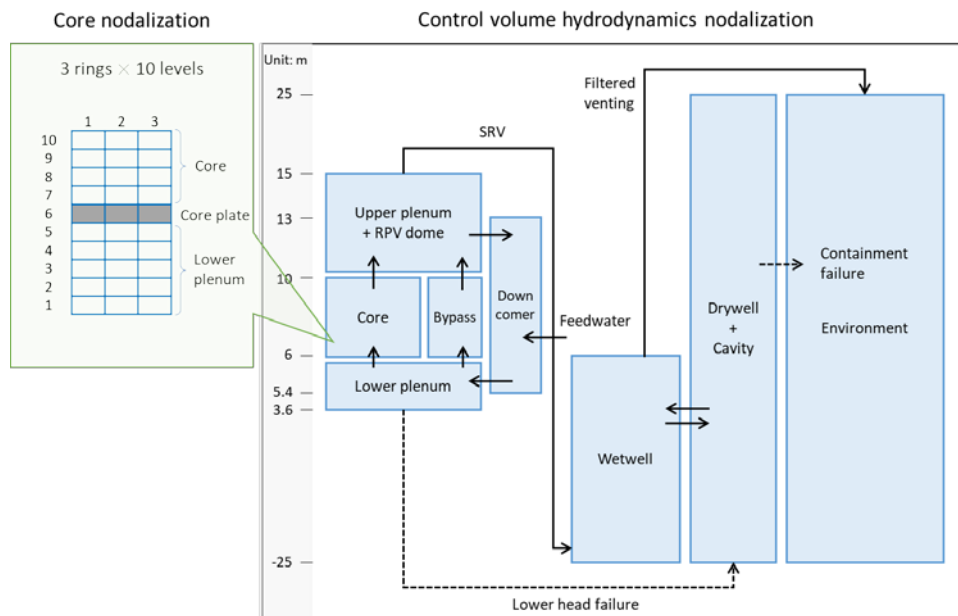 Core nodalization
Control volume hydrodynamics nodalization
3 rings × 10 levels
1 2 3
10
9
8
7
6
5
4
3
2
1
Core
Core plate
Lower
plenum
Unit: m
25
15
13
10
6
5.4
3.6
-25
SRV
Filtered
venting
Upper plenum
+ RPV dome
Core
Bypass
Down
comer
Feedwater
Lower plenum
Wetwell
Drywell
+
Cavity
Containment
failure
Environment
Lower head failure